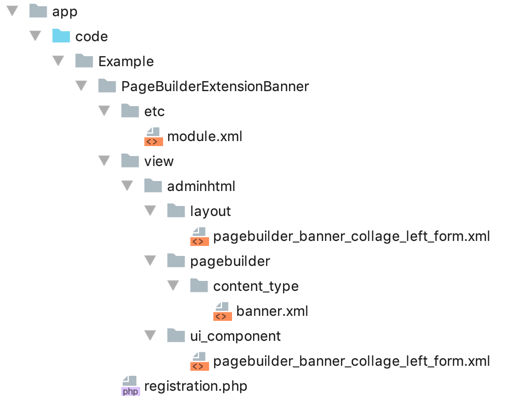 app
code
Example
PageBuilderExtensionBanner
etc
module.xml
view
adminhtml
layout
pagebuilder_banner_collage_left_form.xml
pagebuilder
content_type
banner.xml
ui_component
pagebuilder_banner_collage_left_form.xml
php registration.php